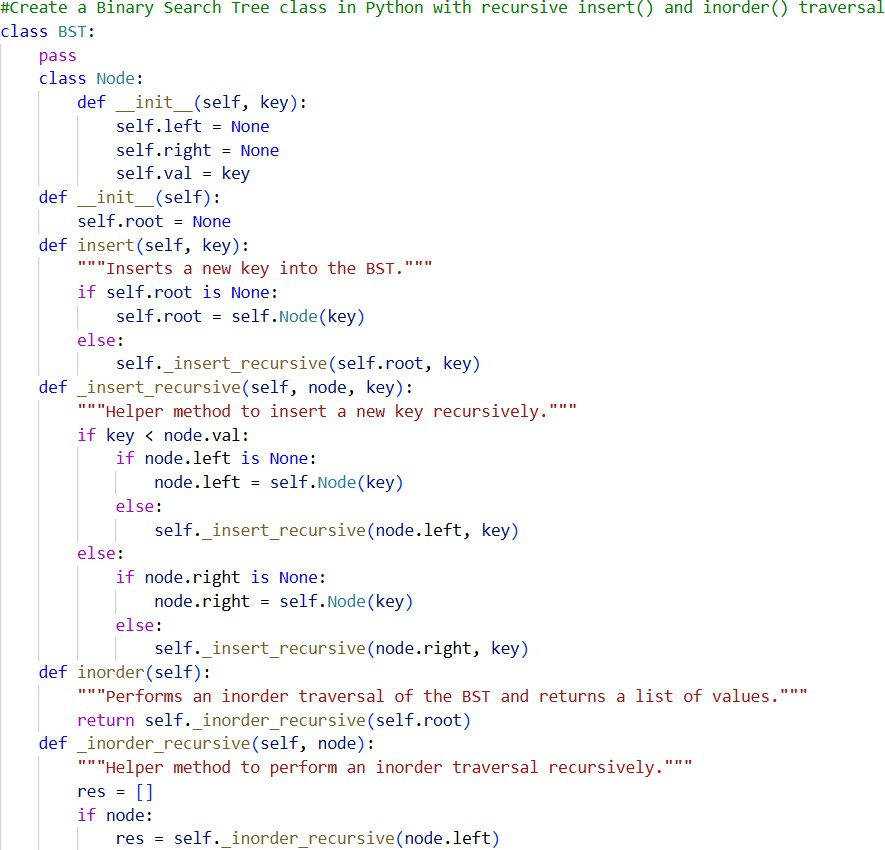 #Create a Binary Search Tree class in Python with recursive insert() and inorder() traversal
class BST:
    pass
    class Node:
        def __init__(self, key):
            self.left = None
            self.right = None
            self.val = key
    def __init__(self):
        self.root = None
    def insert(self, key):
        """Inserts a new key into the BST."""
        if self.root is None:
            self.root = self.Node(key)
        else:
            self._insert_recursive(self.root, key)
    def _insert_recursive(self, node, key):
        """Helper method to insert a new key recursively."""
        if key < node.val:
            if node.left is None:
                node.left = self.Node(key)
            else:
                self._insert_recursive(node.left, key)
        else:
            if node.right is None:
                node.right = self.Node(key)
            else:
                self._insert_recursive(node.right, key)
    def inorder(self):
        """Performs an inorder traversal of the BST and returns a list of values."""
        return self._inorder_recursive(self.root)
    def _inorder_recursive(self, node):
        """Helper method to perform an inorder traversal recursively."""
        res = []
        if node:
            res = self._inorder_recursive(node.left)